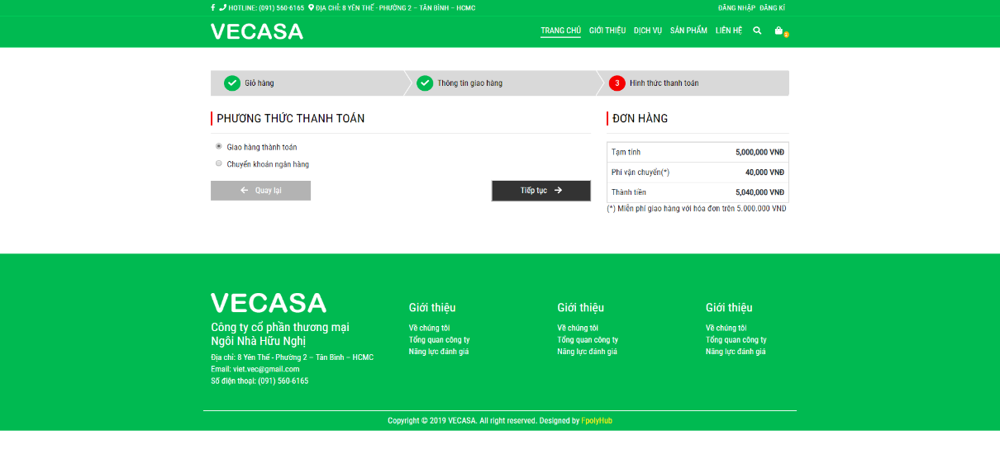 HOTLINE: (091) 560-6165 ĐỊA CHỈ: 8 YÊN THẾ - PHƯỜNG 2 – TÂN BÌNH – HCMC
ĐĂNG NHẬP ĐĂNG KÍ
VECASA
TRANG CHỦ GIỚI THIỆU DỊCH VỤ SẢN PHẨM LIÊN HỆ
Giỏ hàng
Thông tin giao hàng
3 Hình thức thanh toán
PHƯƠNG THỨC THANH TOÁN
Giao hàng thành toán
Chuyển khoản ngân hàng
Quay lại
Tiếp tục
ĐƠN HÀNG
Tạm tính 5,000,000 VNĐ
Phí vận chuyển(*) 40,000 VNĐ
Thành tiền 5,040,000 VNĐ
(*) Miễn phí giao hàng với hóa đơn trên 5.000.000 VND
VECASA
Công ty cổ phần thương mại
Ngôi Nhà Hữu Nghị
Địa chỉ: 8 Yên Thế - Phường 2 – Tân Bình – HCMC
Email: viet.vec@gmail.com
Số điện thoại: (091) 560-6165
Giới thiệu
Về chúng tôi
Tổng quan công ty
Năng lực đánh giá
Giới thiệu
Về chúng tôi
Tổng quan công ty
Năng lực đánh giá
Giới thiệu
Về chúng tôi
Tổng quan công ty
Năng lực đánh giá
Copyright © 2019 VECASA. All right reserved. Designed by FpolyHub